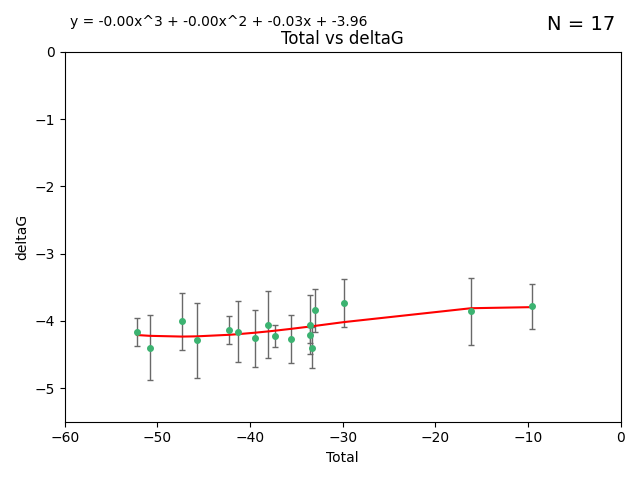 y = -0.00x^3 + -0.00x^2 + -0.03x + -3.96
N = 17
Total vs deltaG
0
−1
−2
−3
−4
−5
deltaG
−60 −50 −40 −30 −20 −10 0
Total